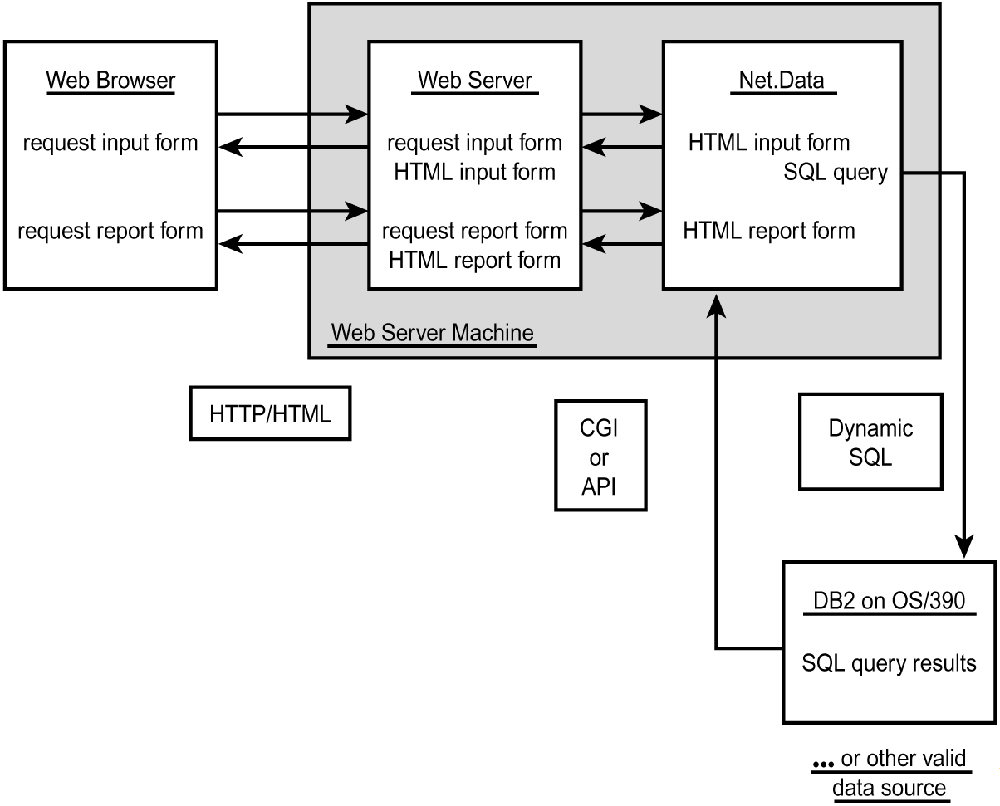 Web Browser
request input form
request report form
Web Server
request input form
HTML input form
request report form
HTML report form
Net.Data
HTML input form
SQL query
HTML report form
Web Server Machine
HTTP/HTML
CGI
or
API
Dynamic
SQL
DB2 on OS/390
SQL query results
... or other valid
data source